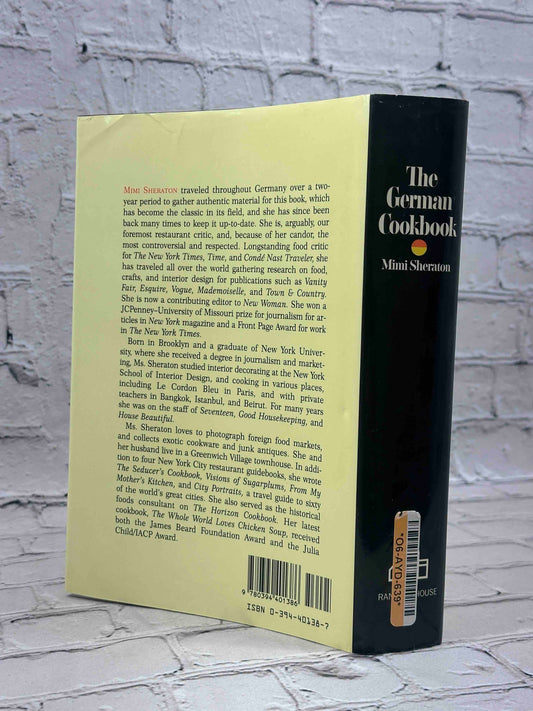 MIMI SHERATON traveled throughout Germany over a two-
year period to gather authentic material for this book, which
has become the classic in its field, and she has since been
back many times to keep it up-to-date. She is, arguably, our
foremost restaurant critic, and, because of her candor, the
most controversial and respected. Longstanding food critic
for The New York Times, Time, and Condé Nast Traveler, she
has traveled all over the world gathering research on food,
crafts, and interior design for publications such as Vanity
Fair, Esquire, Vogue, Mademoiselle, and Town & Country.
She is now a contributing editor to New Woman. She won a
JCPenney–University of Missouri prize for journalism for ar-
ticles in New York magazine and a Front Page Award for work
in The New York Times.
Born in Brooklyn and a graduate of New York Univer-
sity, where she received a degree in journalism and market-
ing, Ms. Sheraton studied interior decorating at the New York
School of Interior Design, and cooking in various places,
including Le Cordon Bleu in Paris, and with private
teachers in Bangkok, Istanbul, and Beirut. For many years
she was on the staff of Seventeen, Good Housekeeping, and
House Beautiful.
Ms. Sheraton loves to photograph foreign food markets,
and collects exotic cookware and junk antiques. She and
her husband live in a Greenwich Village townhouse. In addi-
tion to four New York City restaurant guidebooks, she wrote
The Seducer's Cookbook, Visions of Sugarplums, From My
Mother's Kitchen, and City Portraits, a travel guide to sixty
of the world's great cities. She also served as the historical
foods consultant on The Horizon Cookbook. Her latest
cookbook, The Whole World Loves Chicken Soup, received
both the James Beard Foundation Award and the Julia
Child/IACP Award.
9 780394 401386
ISBN 0-394-40138-7
The
German
Cookbook
Mimi Sheraton
*O6-AYD-639*
RAN
HOUSE